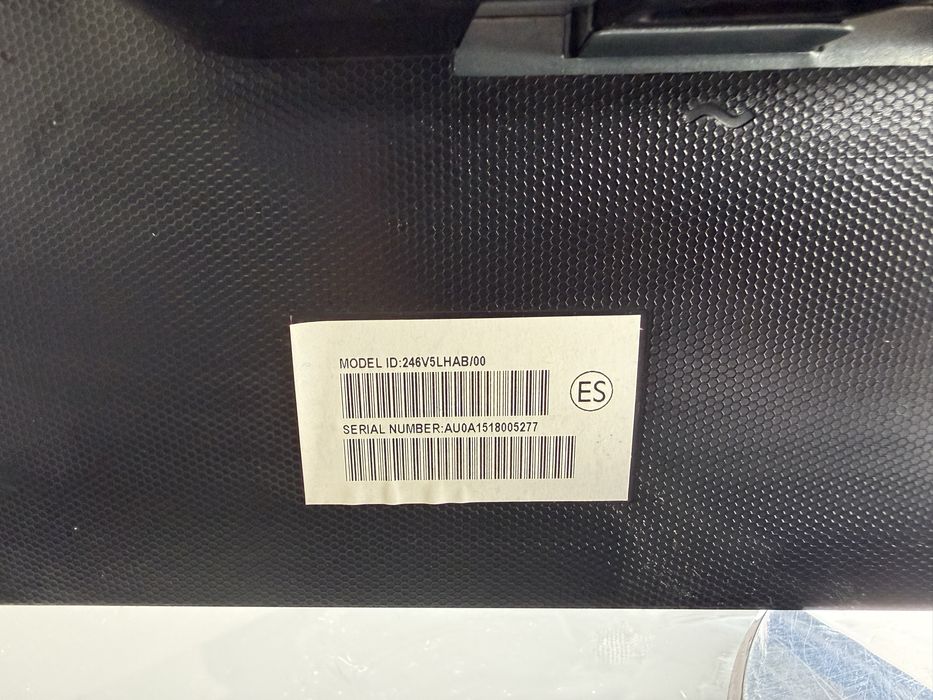 MODEL ID:246V5LHAB/00
ES
SERIAL NUMBER:AU0A1518005277